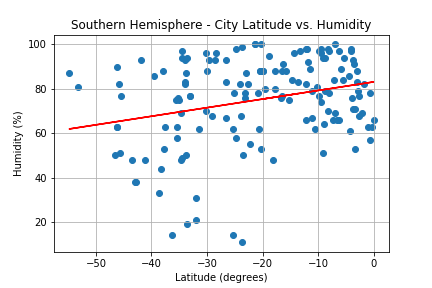 Southern Hemisphere - City Latitude vs. Humidity
100
80
60
40
20
Humidity (%)
−50 −40 −30 −20 −10 0
Latitude (degrees)